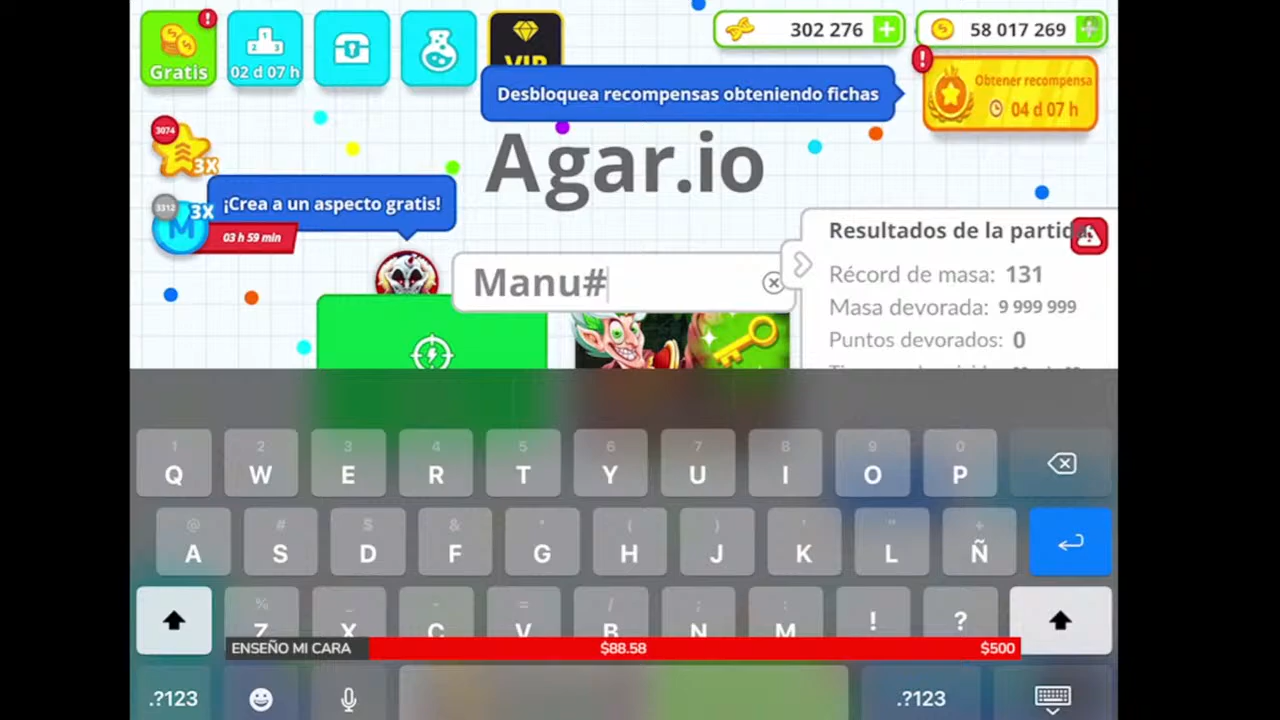 Gratis
!
1
2
3
02 d 07 h
VIP
302 276
58 017 269
Desbloquea recompensas obteniendo fichas
!
Obtener recompensa
04 d 07 h
3074
3X
Agar.io
3312
3X
M
03 h 59 min
¡Crea a un aspecto gratis!
Manu#
Resultados de la partida:
Récord de masa: 131
Masa devorada: 9 999 999
Puntos devorados: 0
1 2 3 4 5 6 7 8 9 0
Q W E R T Y U I O P
@ # $ & * ( ) ' " +
A S D F G H J K L Ñ
% _ - = / ; :
Z X C V B N M ! ?
ENSEÑO MI CARA $88.58 $500
.?123 .?123